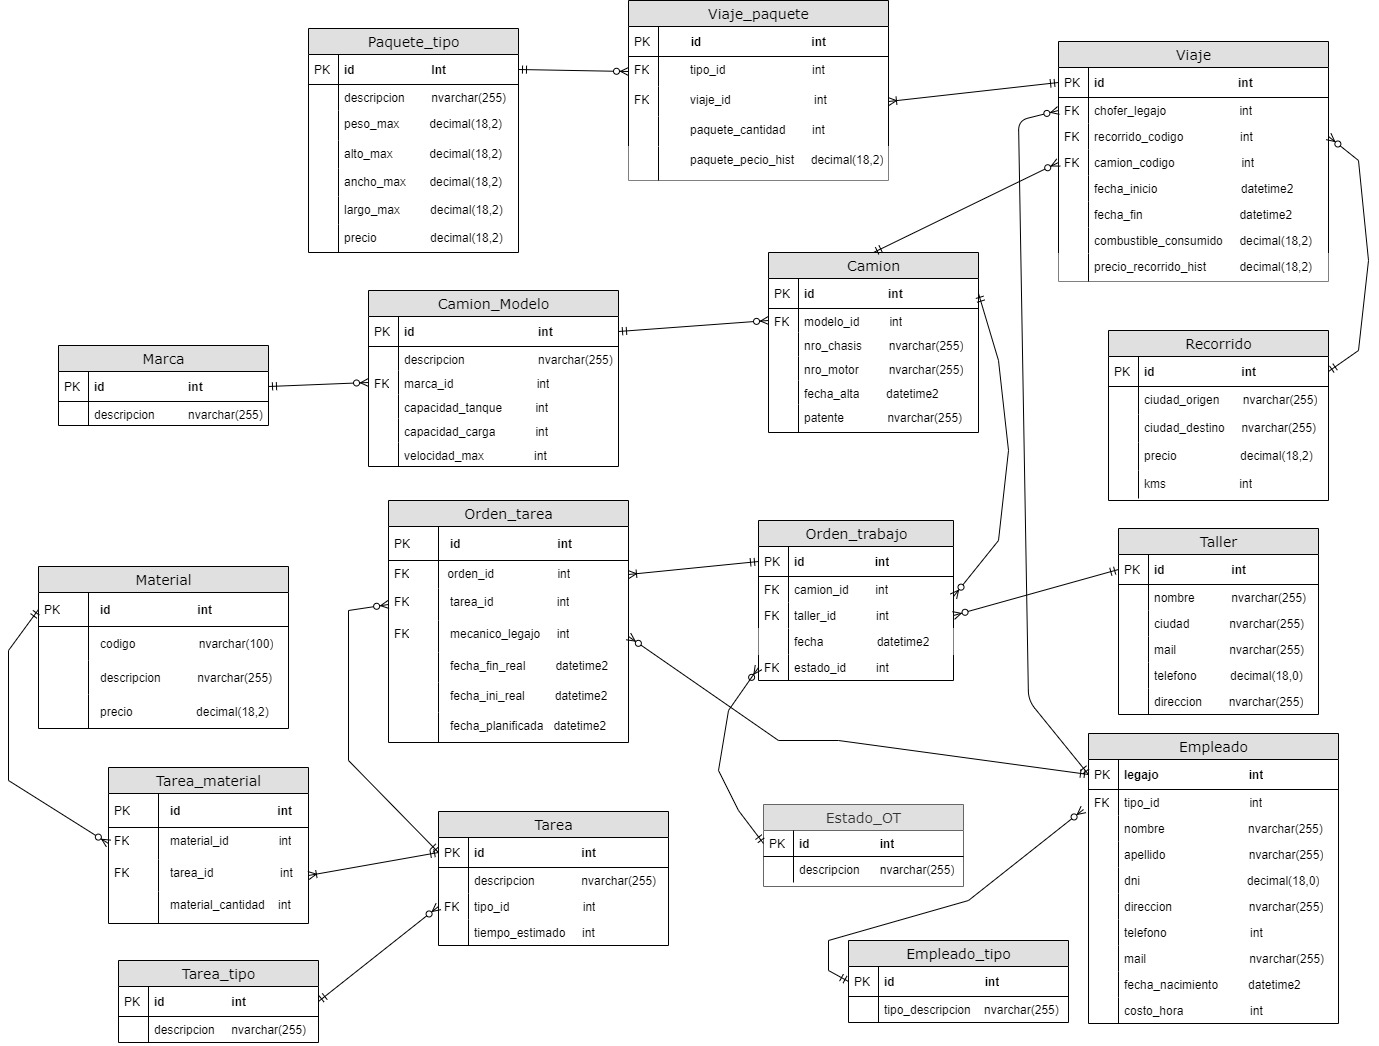 Paquete_tipo
PK id Int
descripcion nvarchar(255)
peso_max decimal(18,2)
alto_max decimal(18,2)
ancho_max decimal(18,2)
largo_max decimal(18,2)
precio decimal(18,2)
Viaje_paquete
PK id int
FK tipo_id int
FK viaje_id int
paquete_cantidad int
paquete_pecio_hist decimal(18,2)
Viaje
PK id int
FK chofer_legajo int
FK recorrido_codigo int
FK camion_codigo int
fecha_inicio datetime2
fecha_fin datetime2
combustible_consumido decimal(18,2)
precio_recorrido_hist decimal(18,2)
Marca
PK id int
descripcion nvarchar(255)
Camion_Modelo
PK id int
descripcion nvarchar(255)
FK marca_id int
capacidad_tanque int
capacidad_carga int
velocidad_max int
Camion
PK id int
FK modelo_id int
nro_chasis nvarchar(255)
nro_motor nvarchar(255)
fecha_alta datetime2
patente nvarchar(255)
Recorrido
PK id int
ciudad_origen nvarchar(255)
ciudad_destino nvarchar(255)
precio decimal(18,2)
kms int
Material
PK id int
codigo nvarchar(100)
descripcion nvarchar(255)
precio decimal(18,2)
Orden_tarea
PK id int
FK orden_id int
FK tarea_id int
FK mecanico_legajo int
fecha_fin_real datetime2
fecha_ini_real datetime2
fecha_planificada datetime2
Orden_trabajo
PK id int
FK camion_id int
FK taller_id int
fecha datetime2
FK estado_id int
Taller
PK id int
nombre nvarchar(255)
ciudad nvarchar(255)
mail nvarchar(255)
telefono decimal(18,0)
direccion nvarchar(255)
Tarea_material
PK id int
FK material_id int
FK tarea_id int
material_cantidad int
Tarea
PK id int
descripcion nvarchar(255)
FK tipo_id int
tiempo_estimado int
Estado_OT
PK id int
descripcion nvarchar(255)
Empleado
PK legajo int
FK tipo_id int
nombre nvarchar(255)
apellido nvarchar(255)
dni decimal(18,0)
direccion nvarchar(255)
telefono int
mail nvarchar(255)
fecha_nacimiento datetime2
costo_hora int
Tarea_tipo
PK id int
descripcion nvarchar(255)
Empleado_tipo
PK id int
tipo_descripcion nvarchar(255)